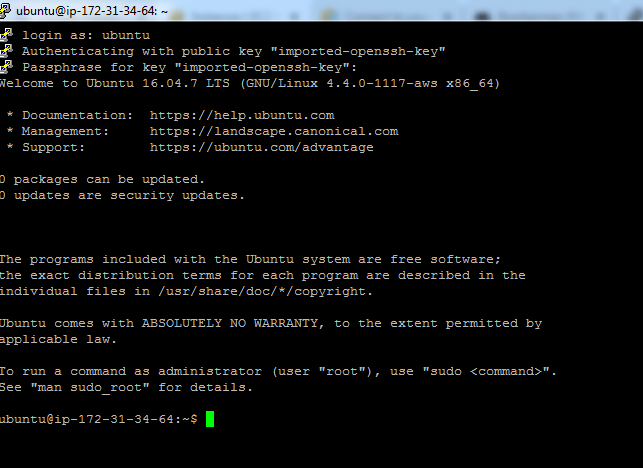 ubuntu@ip-172-31-34-64: ~
login as: ubuntu
Authenticating with public key "imported-openssh-key"
Passphrase for key "imported-openssh-key":
Welcome to Ubuntu 16.04.7 LTS (GNU/Linux 4.4.0-1117-aws x86_64)
* Documentation:  https://help.ubuntu.com
* Management:     https://landscape.canonical.com
* Support:        https://ubuntu.com/advantage
0 packages can be updated.
0 updates are security updates.
The programs included with the Ubuntu system are free software;
the exact distribution terms for each program are described in the
individual files in /usr/share/doc/*/copyright.
Ubuntu comes with ABSOLUTELY NO WARRANTY, to the extent permitted by
applicable law.
To run a command as administrator (user "root"), use "sudo <command>".
See "man sudo_root" for details.
ubuntu@ip-172-31-34-64:~$